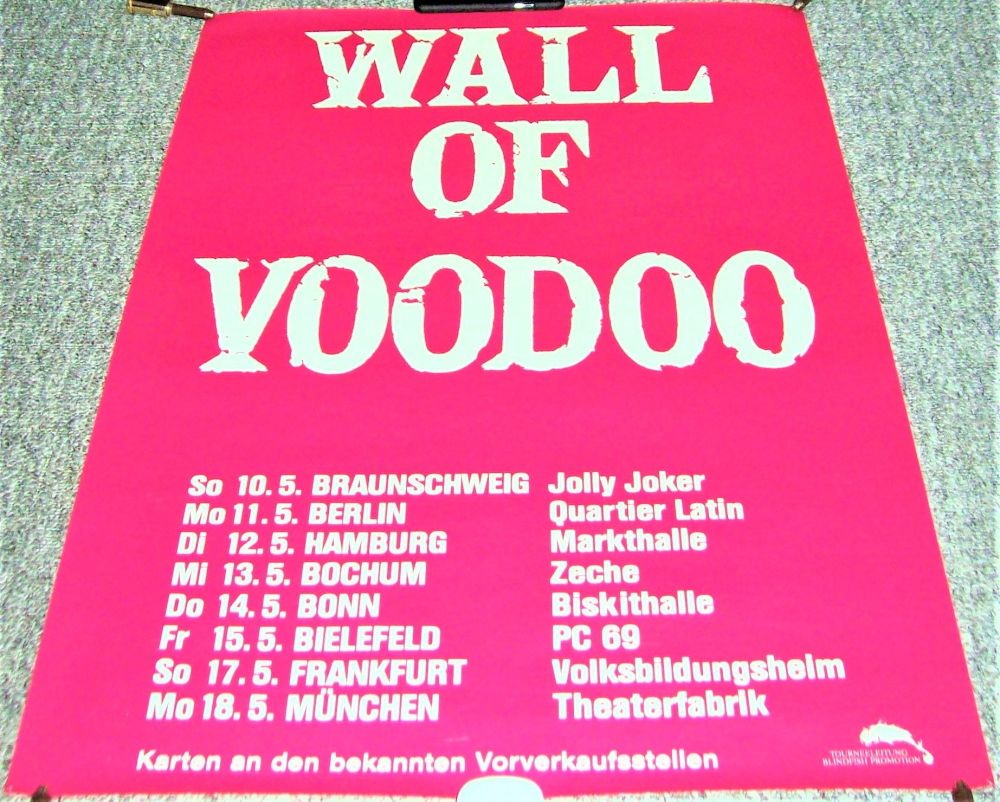 WALL
OF
VOODOO
So 10.5. BRAUNSCHWEIG Jolly Joker
Mo 11.5. BERLIN Quartier Latin
Di 12.5. HAMBURG Markthalle
Mi 13.5. BOCHUM Zeche
Do 14.5. BONN Biskithalle
Fr 15.5. BIELEFELD PC 69
So 17.5. FRANKFURT Volksbildungsheim
Mo 18.5. MÜNCHEN Theaterfabrik
Karten an den bekannten Vorverkaufsstellen
TOURNEELEITUNG
BLINDFISH PROMOTION